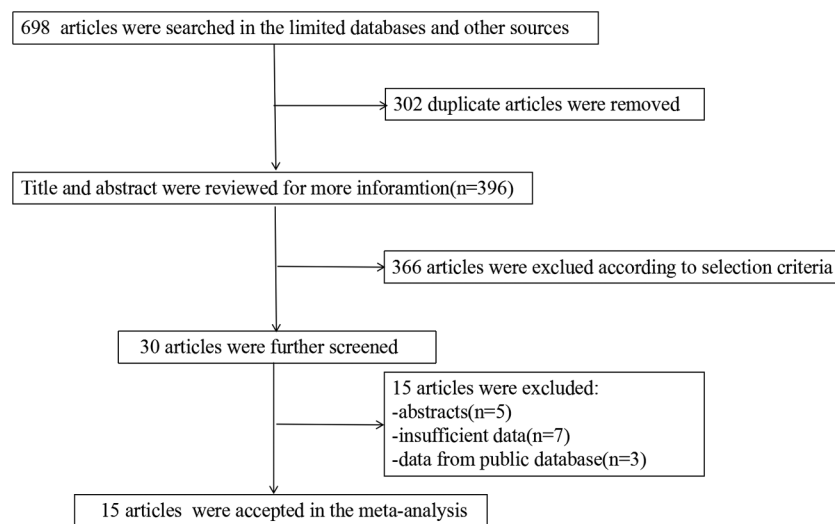 698 articles were searched in the limited databases and other sources
302 duplicate articles were removed
Title and abstract were reviewed for more inforamtion(n=396)
366 articles were exclued according to selection criteria
30 articles were further screened
15 articles were excluded:
-abstracts(n=5)
-insufficient data(n=7)
-data from public database(n=3)
15 articles were accepted in the meta-analysis